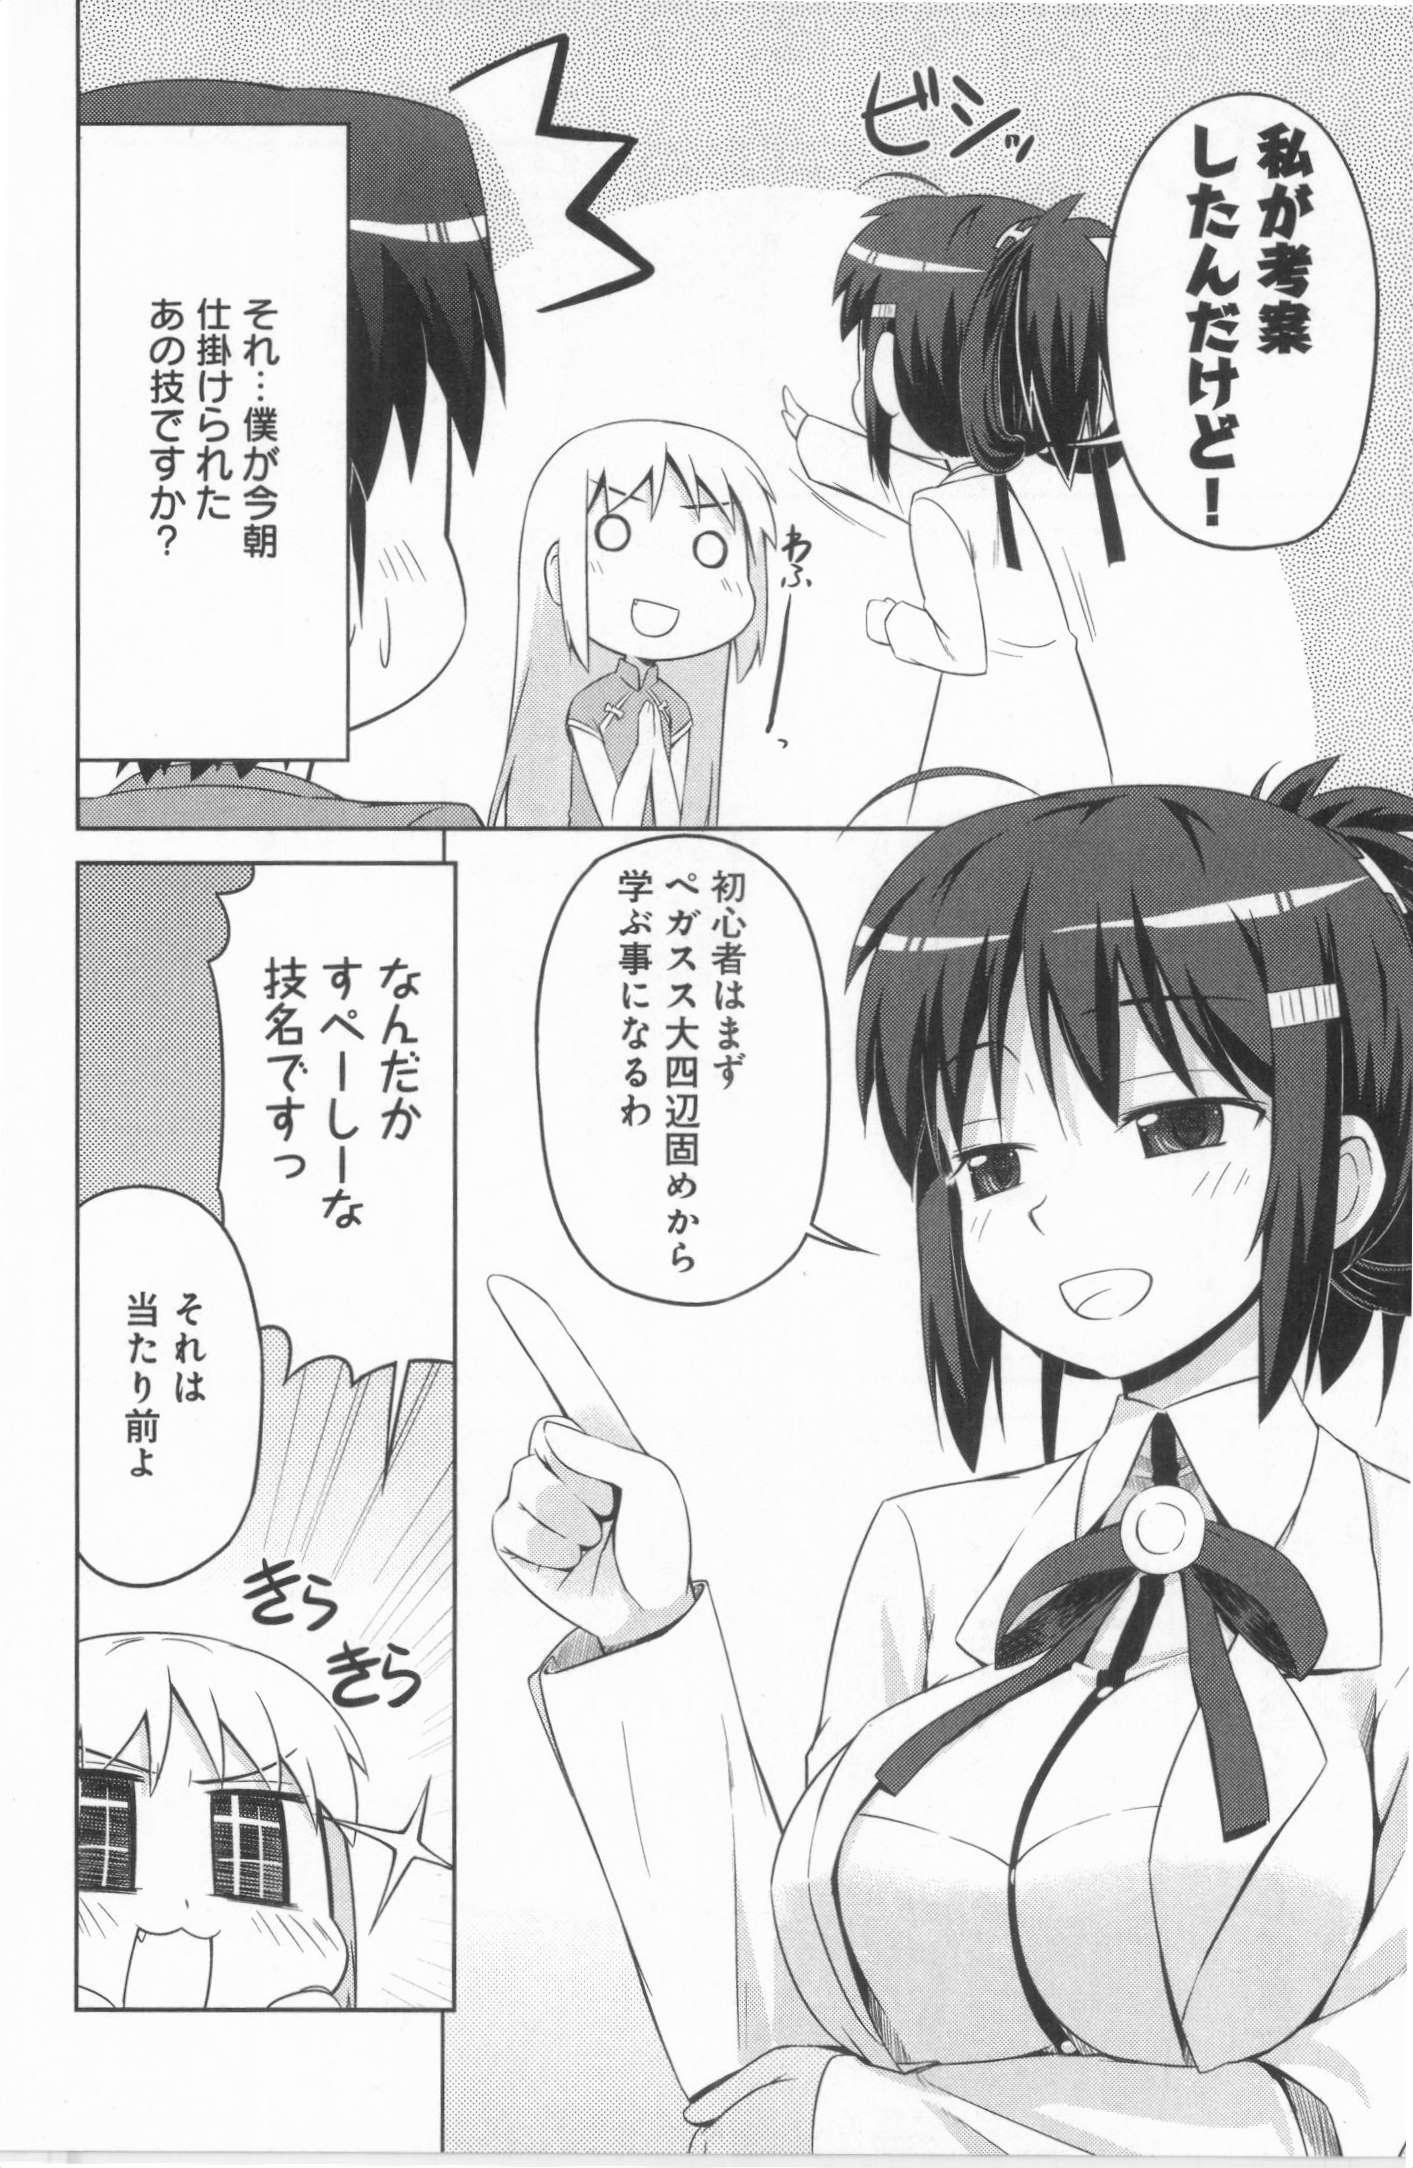 私が考案
したんだけど！
ビシッ
わふーっ
それ…僕が今朝
仕掛けられた
あの技ですか？
初心者はまず
ペガスス大四辺固めから
学ぶ事になるわ
なんだか
すぺーしーな
技名ですっ
それは
当たり前よ
きら
きら